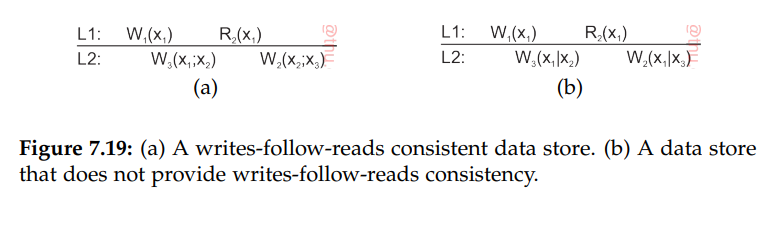 L1: W₁(x₁) R₂(x₁)
L2: W₃(x₁;x₂) W₂(x₂;x₃)
(a)
L1: W₁(x₁) R₂(x₁)
L2: W₃(x₁|x₂) W₂(x₁|x₃)
(b)
Figure 7.19: (a) A writes-follow-reads consistent data store. (b) A data store
that does not provide writes-follow-reads consistency.